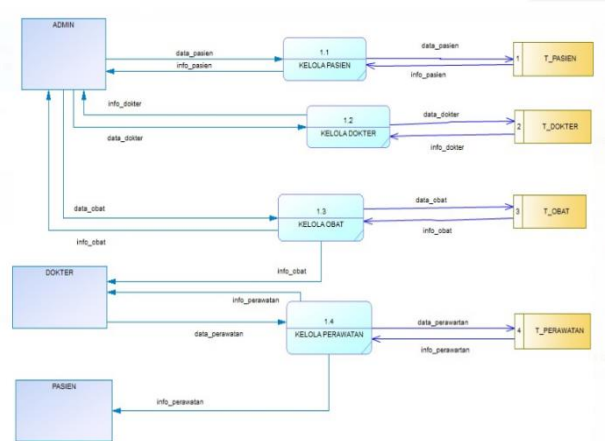 ADMIN
data_pasien
info_pasien
1.1
KELOLA PASIEN
data_pasien
info_pasien
1
T_PASIEN
info_dokter
data_dokter
1.2
KELOLA DOKTER
data_dokter
info_dokter
2
T_DOKTER
data_obat
info_obat
1.3
KELOLA OBAT
data_obat
info_obat
3
T_OBAT
info_obat
DOKTER
info_perawatan
data_perawatan
1.4
KELOLA PERAWATAN
data_perawartan
info_perawartan
4
T_PERAWATAN
PASIEN
info_perawatan